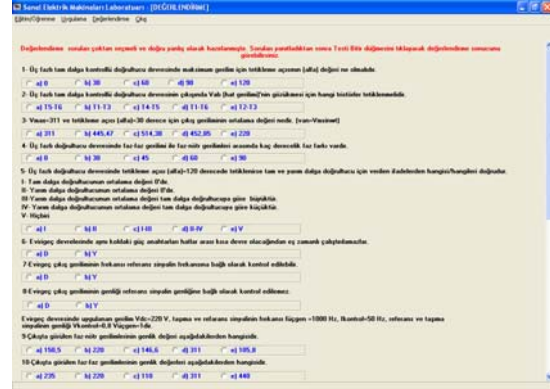 Sanal Elektrik Makinaları Laboratuarı - [DEĞERLENDİRME]
Eğitim/Öğretme Uygulama Değerlendirme Çıkış
Değerlendirme soruları çoktan seçmeli ve doğru yanlış olarak hazırlanmıştır. Soruları yanıtladıktan sonra Testi Bitir düğmesini tıklayarak değerlendirme sonucunu
görebilirsiniz.
1- Üç fazlı tam dalga kontrollü doğrultucu devresinde maksimum gerilim için tetikleme açısının (alfa) değeri ne olmalıdır.
a) 0 b) 30 c) 60 d) 90 e) 120
2- Üç fazlı tam dalga kontrollü doğrultucu devresinin çıkışında Vab (hat gerilimi)'nin gözükmesi için hangi tristörler tetiklenmelidir.
a) T5-T6 b) T1-T3 c) T4-T5 d) T1-T6 e) T2-T3
3- Vmax=311 ve tetikleme açısı (alfa)=30 derece için çıkış geriliminin ortalama değeri nedir. (van=Vmsinwt)
a) 311 b) 445,47 c) 514,38 d) 452,85 e) 220
4- Üç fazlı doğrultucu devresinde faz-faz gerilimi ile faz-nötr gerilimleri arasında kaç derecelik faz farkı vardır.
a) 0 b) 30 c) 45 d) 60 e) 90
5- Üç fazlı doğrultucu devresinde tetikleme açısı (alfa)=120 derecede tetiklenirse tam ve yarım dalga doğrultucu için verilen ifadelerden hangisi/hangileri doğrudur.
I- Tam dalga doğrultucunun ortalama değeri 0'dır.
II- Yarım dalga doğrultucunun ortalama değeri 0'dır.
III-Yarım dalga doğrultucunun ortalama değeri tam dalga doğrultucuya göre büyüktür.
IV- Yarım dalga doğrultucunun ortalama değeri tam dalga doğrultucuya göre küçüktür.
V- Hiçbiri
a) I b) II c) I-III d) II-IV e) V
6- Evirgeç devrelerinde aynı koldaki güç anahtarları hatlar arası kısa devre olacağından eş zamanlı çalıştırılamazlar.
a) D b) Y
7-Evirgeç çıkış geriliminin frekansı referans sinyalin frekansına bağlı olarak kontrol edilebilir.
a) D b) Y
8-Evirgeç çıkış geriliminin genliği referans sinyalin genliğine bağlı olarak kontrol edilemez.
a) D b) Y
Evirgeç devresinde uygulanan gerilim Vdc=220 V, taşıma ve referans sinyalinin frekansı füçgen =1000 Hz, fkontrol=50 Hz, referans ve taşıma
sinyalinin genliği Vkontrol=0,8 Vüçgen=1dir.
9-Çıkışta görülen faz-nötr gerilimlerinin genlik değeri aşağıdakilerden hangisidir.
a) 150,5 b) 220 c) 146,6 d) 311 e) 105,8
10-Çıkışta görülen faz-faz gerilimlerinin genlik değerleri aşağıdakilerden hangisidir.
a) 235 b) 220 c) 110 d) 311 e) 440